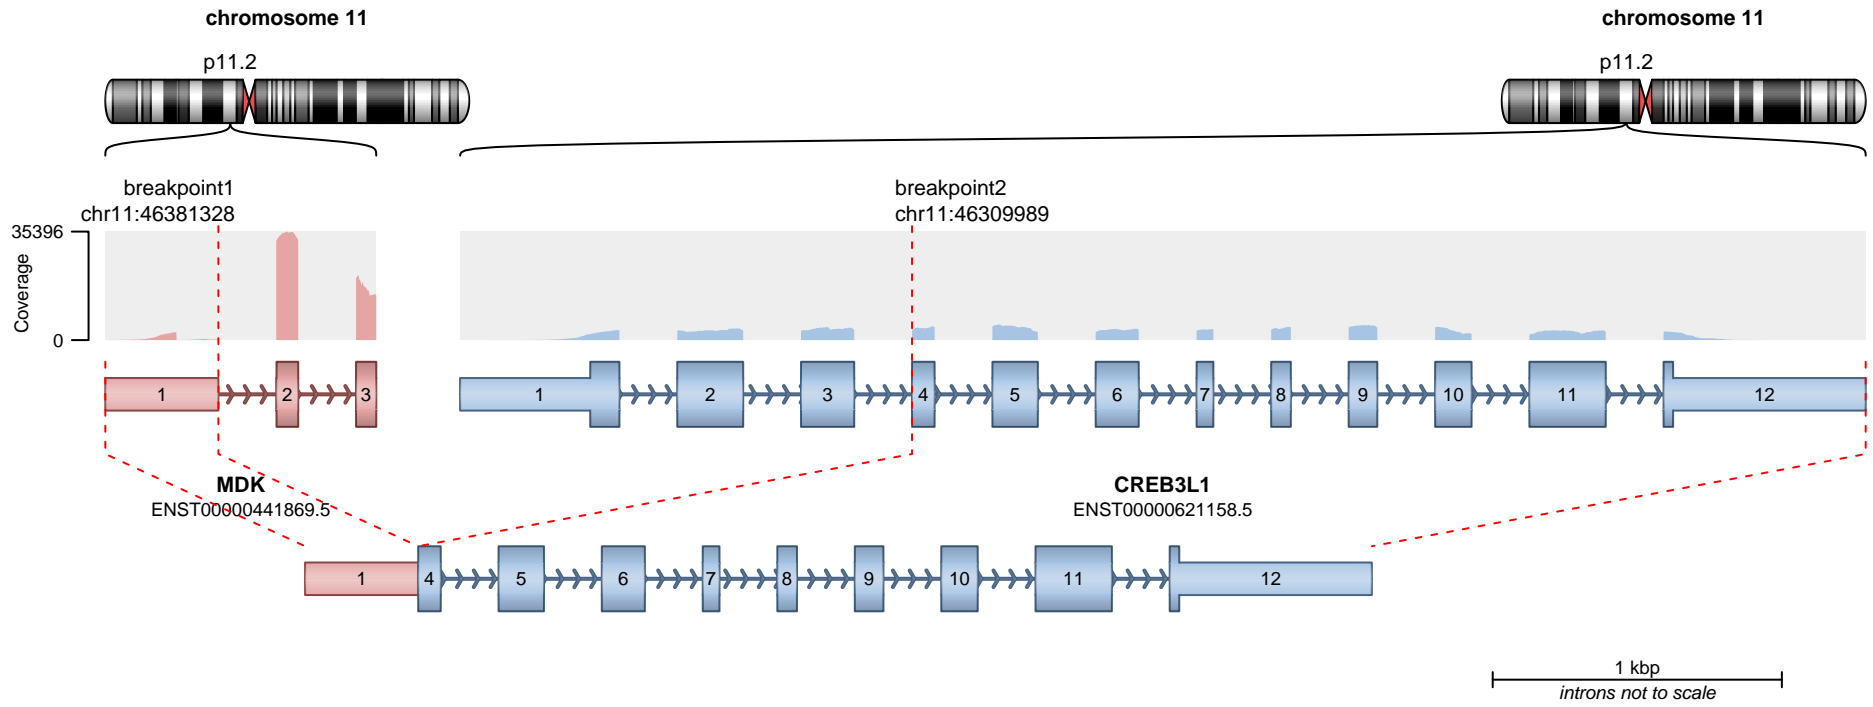 chromosome 11
chromosome 11
p11.2
p11.2
breakpoint1
chr11:46381328
breakpoint2
chr11:46309989
35396
Coverage
0
1 2 3
1 2 3 4 5 6 7 8 9 10 11 12
MDK
ENST00000441869.5
CREB3L1
ENST00000621158.5
1 4 5 6 7 8 9 10 11 12
1 kbp
introns not to scale